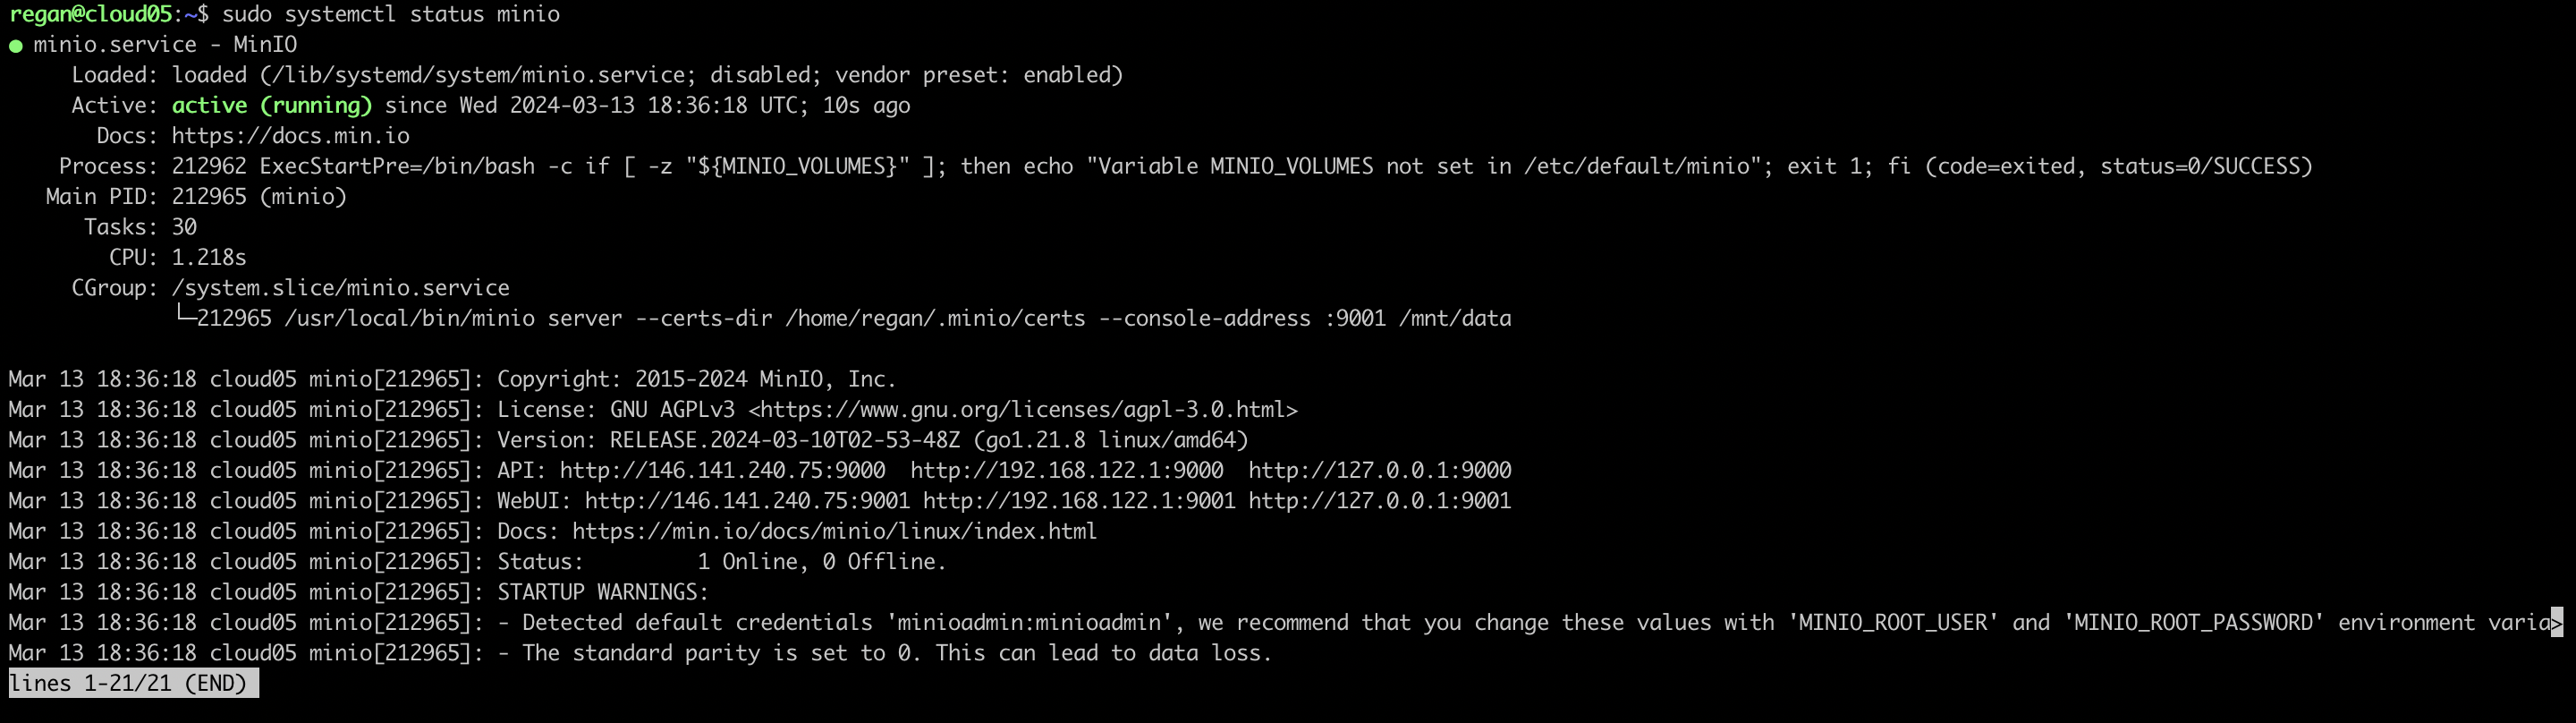 regan@cloud05:~$ sudo systemctl status minio
● minio.service - MinIO
     Loaded: loaded (/lib/systemd/system/minio.service; disabled; vendor preset: enabled)
     Active: active (running) since Wed 2024-03-13 18:36:18 UTC; 10s ago
       Docs: https://docs.min.io
    Process: 212962 ExecStartPre=/bin/bash -c if [ -z "${MINIO_VOLUMES}" ]; then echo "Variable MINIO_VOLUMES not set in /etc/default/minio"; exit 1; fi (code=exited, status=0/SUCCESS)
   Main PID: 212965 (minio)
      Tasks: 30
        CPU: 1.218s
     CGroup: /system.slice/minio.service
             └─212965 /usr/local/bin/minio server --certs-dir /home/regan/.minio/certs --console-address :9001 /mnt/data

Mar 13 18:36:18 cloud05 minio[212965]: Copyright: 2015-2024 MinIO, Inc.
Mar 13 18:36:18 cloud05 minio[212965]: License: GNU AGPLv3 <https://www.gnu.org/licenses/agpl-3.0.html>
Mar 13 18:36:18 cloud05 minio[212965]: Version: RELEASE.2024-03-10T02-53-48Z (go1.21.8 linux/amd64)
Mar 13 18:36:18 cloud05 minio[212965]: API: http://146.141.240.75:9000  http://192.168.122.1:9000  http://127.0.0.1:9000
Mar 13 18:36:18 cloud05 minio[212965]: WebUI: http://146.141.240.75:9001 http://192.168.122.1:9001 http://127.0.0.1:9001
Mar 13 18:36:18 cloud05 minio[212965]: Docs: https://min.io/docs/minio/linux/index.html
Mar 13 18:36:18 cloud05 minio[212965]: Status:         1 Online, 0 Offline.
Mar 13 18:36:18 cloud05 minio[212965]: STARTUP WARNINGS:
Mar 13 18:36:18 cloud05 minio[212965]: - Detected default credentials 'minioadmin:minioadmin', we recommend that you change these values with 'MINIO_ROOT_USER' and 'MINIO_ROOT_PASSWORD' environment varia>
Mar 13 18:36:18 cloud05 minio[212965]: - The standard parity is set to 0. This can lead to data loss.
lines 1-21/21 (END)